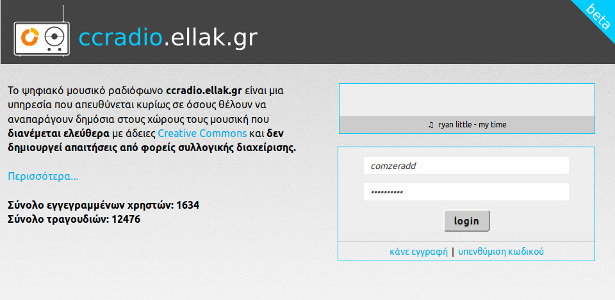 ccradio.ellak.gr
beta
Το ψηφιακό μουσικό ραδιόφωνο ccradio.ellak.gr είναι μια
υπηρεσία που απευθύνεται κυρίως σε όσους θέλουν να
αναπαράγουν δημόσια στους χώρους τους μουσική που
διανέμεται ελεύθερα με άδειες Creative Commons και δεν
δημιουργεί απαιτήσεις από φορείς συλλογικής διαχείρισης.
Περισσότερα...
Σύνολο εγγεγραμμένων χρηστών: 1634
Σύνολο τραγουδιών: 12476
♫ ryan little - my time
comzeradd
••••••••••
login
κάνε εγγραφή | υπενθύμιση κωδικού